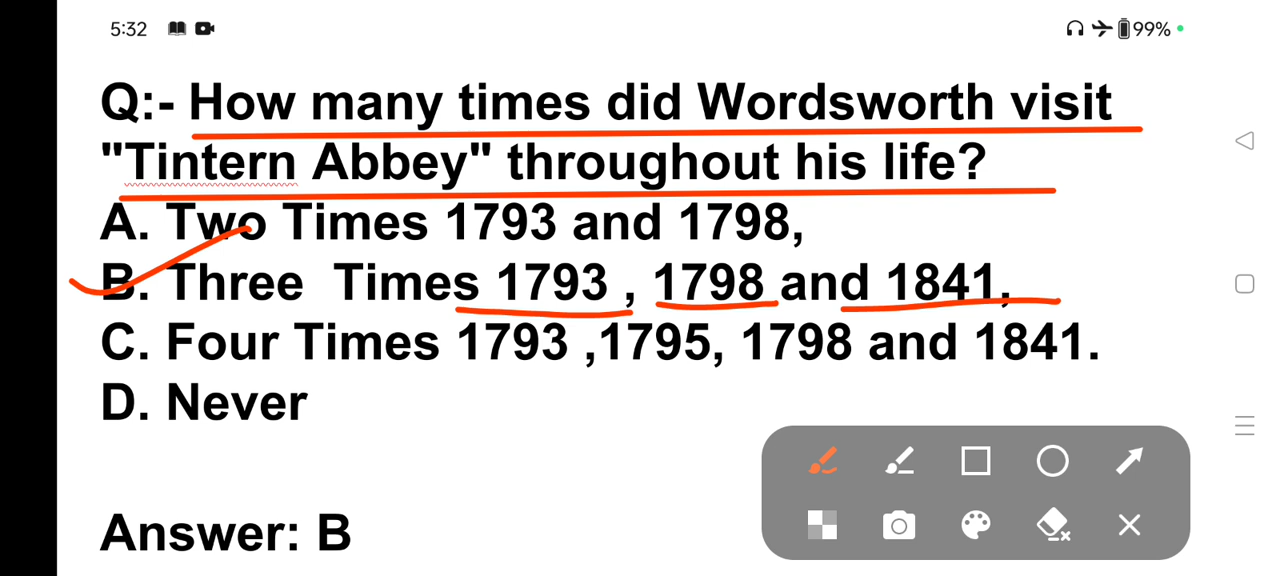 5:32 99%
Q:- How many times did Wordsworth visit
"Tintern Abbey" throughout his life?
A. Two Times 1793 and 1798,
B. Three Times 1793 , 1798 and 1841,
C. Four Times 1793 ,1795, 1798 and 1841.
D. Never
Answer: B